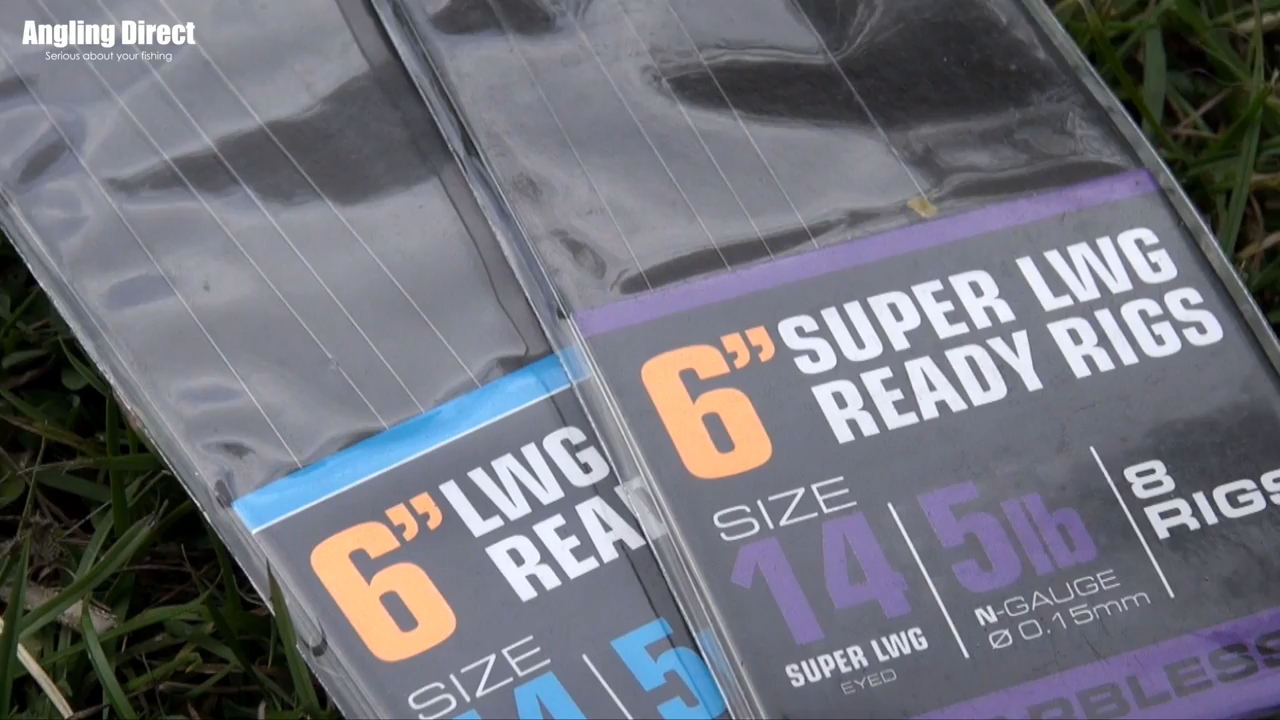 Angling Direct
Serious about your fishing
6” SUPER LWG
READY RIGS
SIZE
14
SUPER LWG
EYED
5lb
N-GAUGE
Ø 0.15mm
8
RIGS
6” LWG
SIZE
14
5